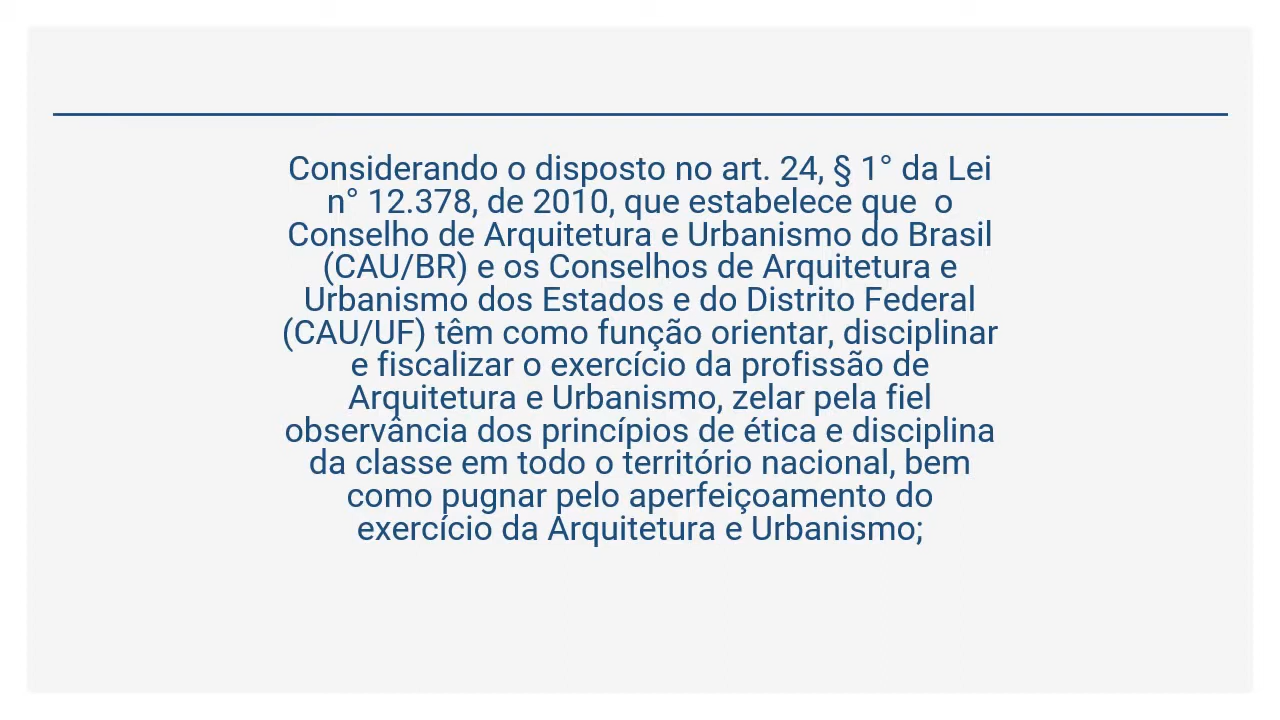 Considerando o disposto no art. 24, § 1° da Lei
n° 12.378, de 2010, que estabelece que  o
Conselho de Arquitetura e Urbanismo do Brasil
(CAU/BR) e os Conselhos de Arquitetura e
Urbanismo dos Estados e do Distrito Federal
(CAU/UF) têm como função orientar, disciplinar
e fiscalizar o exercício da profissão de
Arquitetura e Urbanismo, zelar pela fiel
observância dos princípios de ética e disciplina
da classe em todo o território nacional, bem
como pugnar pelo aperfeiçoamento do
exercício da Arquitetura e Urbanismo;